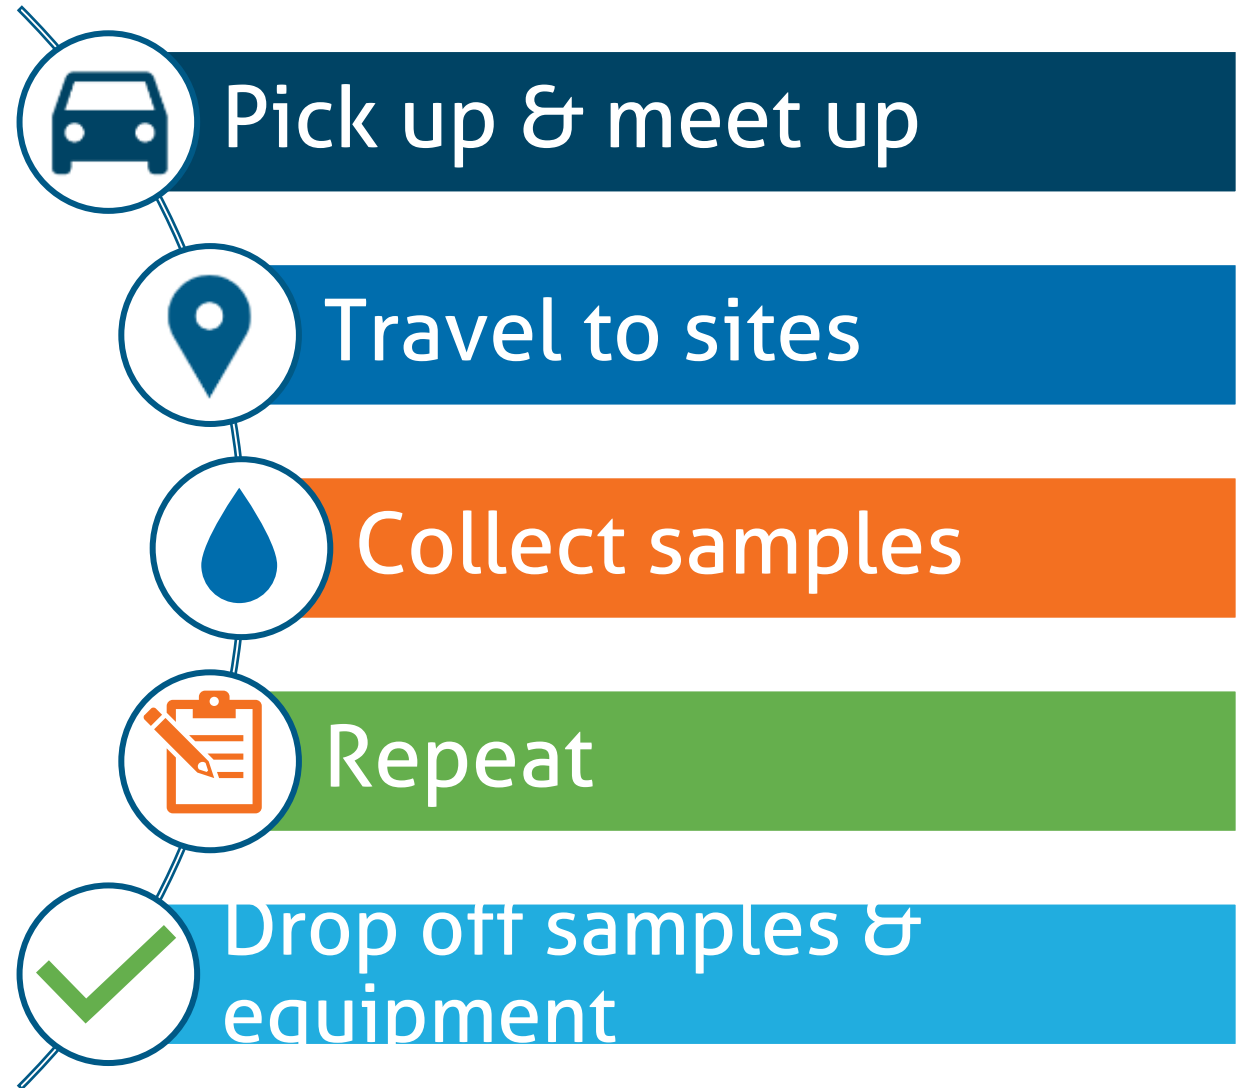 Pick up & meet up
Travel to sites
Collect samples
Repeat
Drop off samples &
equipment